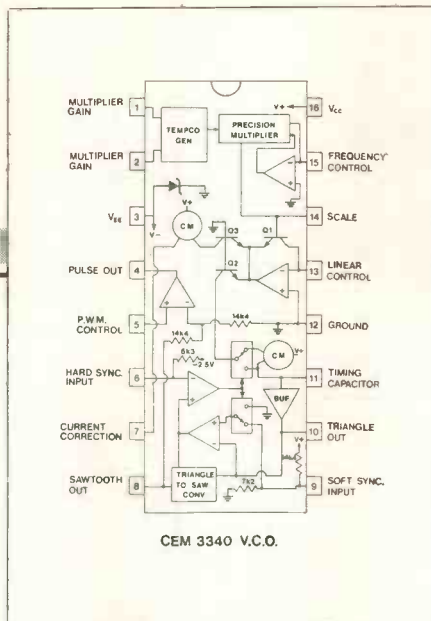 MULTIPLIER
GAIN
1
MULTIPLIER
GAIN
2
VEE
3
PULSE OUT
4
P.W.M.
CONTROL
5
HARD SYNC.
INPUT
6
CURRENT
CORRECTION
7
SAWTOOTH
OUT
8
TEMPCO
GEN
PRECISION
MULTIPLIER
V+
V+
CM
V-
Q3
Q1
Q2
14k4
14k4
6k3
-2.5V
CM
V+
BUF
V+
TRIANGLE
TO SAW
CONV
7k2
16
VCC
15
FREQUENCY
CONTROL
14
SCALE
13
LINEAR
CONTROL
12
GROUND
11
TIMING
CAPACITOR
10
TRIANGLE
OUT
9
SOFT SYNC.
INPUT
CEM 3340 V.C.O.